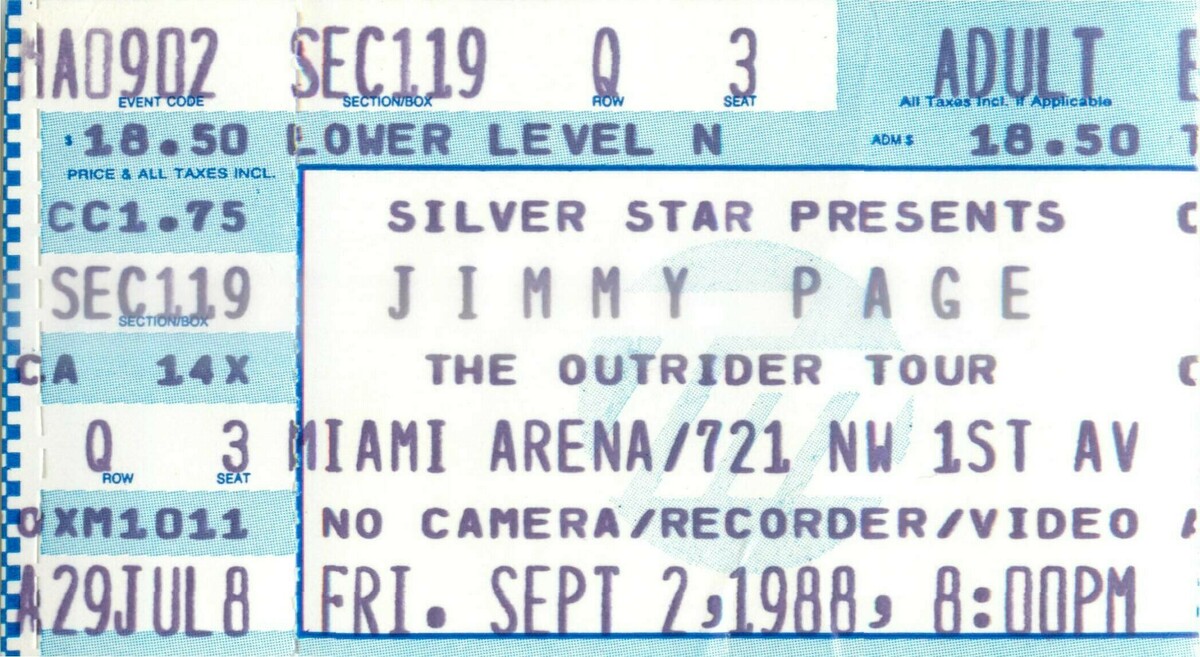 MA0902 SEC119 Q 3 ADULT
EVENT CODE SECTION/BOX ROW SEAT All Taxes Incl. If Applicable
$ 18.50 LOWER LEVEL N ADM $ 18.50
PRICE & ALL TAXES INCL.
CC1.75 SILVER STAR PRESENTS
SEC119 JIMMY PAGE
SECTION/BOX
CA 14X THE OUTRIDER TOUR
Q 3 MIAMI ARENA/721 NW 1ST AV
ROW SEAT
XM1011 NO CAMERA/RECORDER/VIDEO
A29JUL8 FRI. SEPT 2,1988, 8:00PM